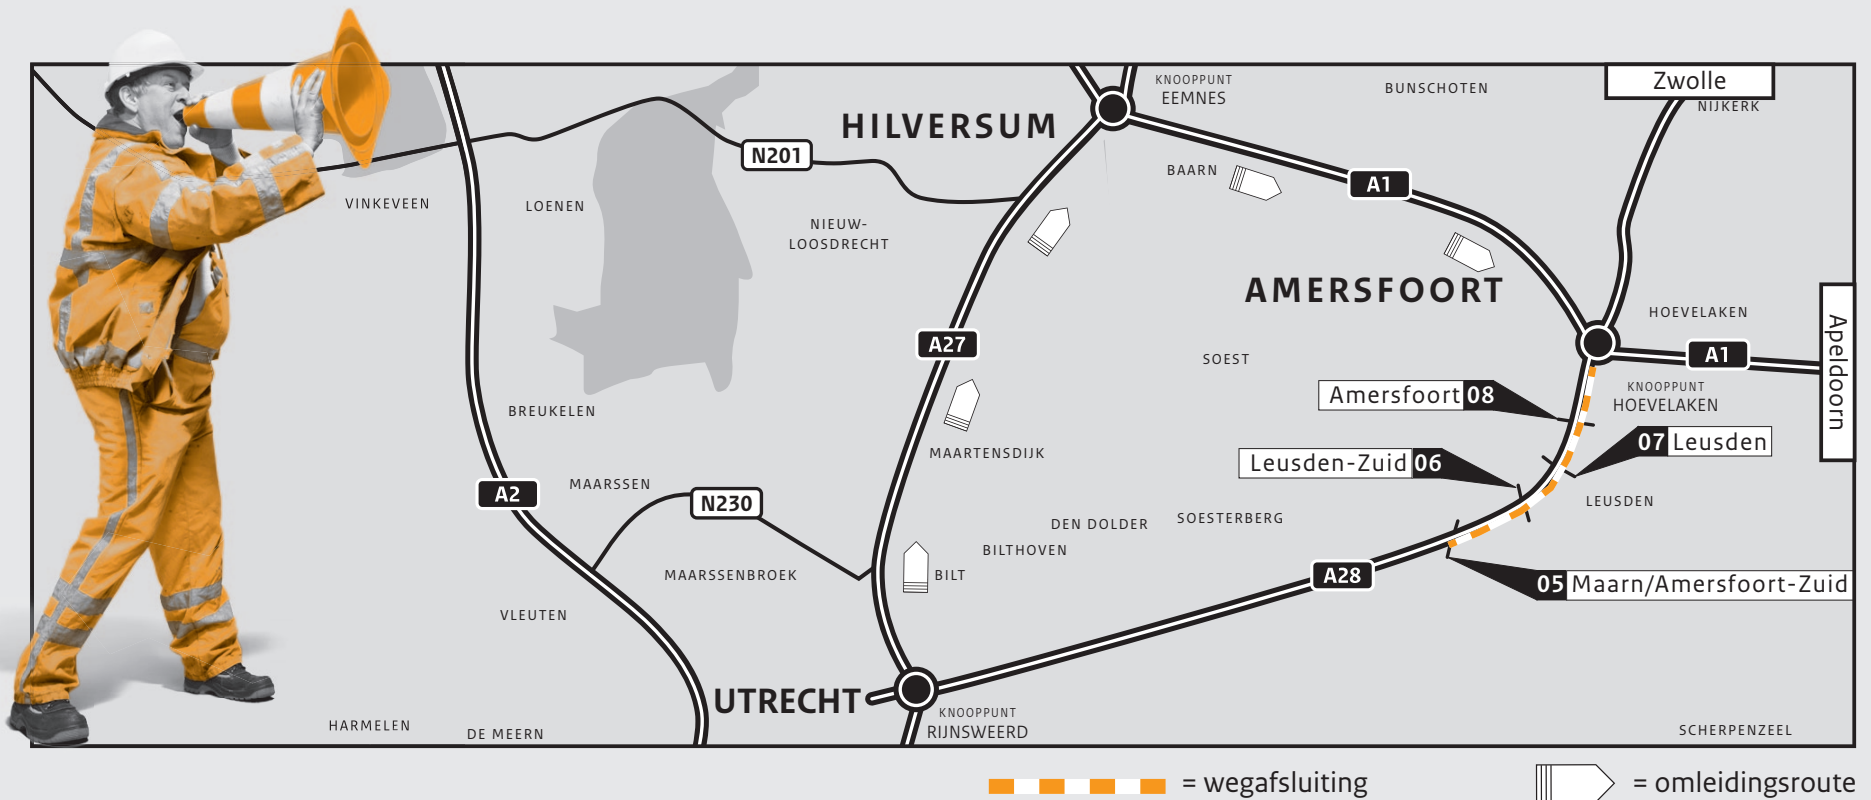 Zwolle
KNOOPPUNT
EEMNES
BUNSCHOTEN
NIJKERK
HILVERSUM
N201
BAARN
A1
VINKEVEEN
LOENEN
NIEUW-
LOOSDRECHT
AMERSFOORT
HOEVELAKEN
Apeldoorn
A27
A1
SOEST
Amersfoort 08
KNOOPPUNT
HOEVELAKEN
BREUKELEN
MAARTENSDIJK
07 Leusden
Leusden-Zuid 06
A2
MAARSSEN
N230
LEUSDEN
DEN DOLDER
SOESTERBERG
BILTHOVEN
MAARSSENBROEK
BILT
A28
05 Maarn/Amersfoort-Zuid
VLEUTEN
UTRECHT
KNOOPPUNT
RIJNSWEERD
HARMELEN
DE MEERN
SCHERPENZEEL
= wegafsluiting
= omleidingsroute